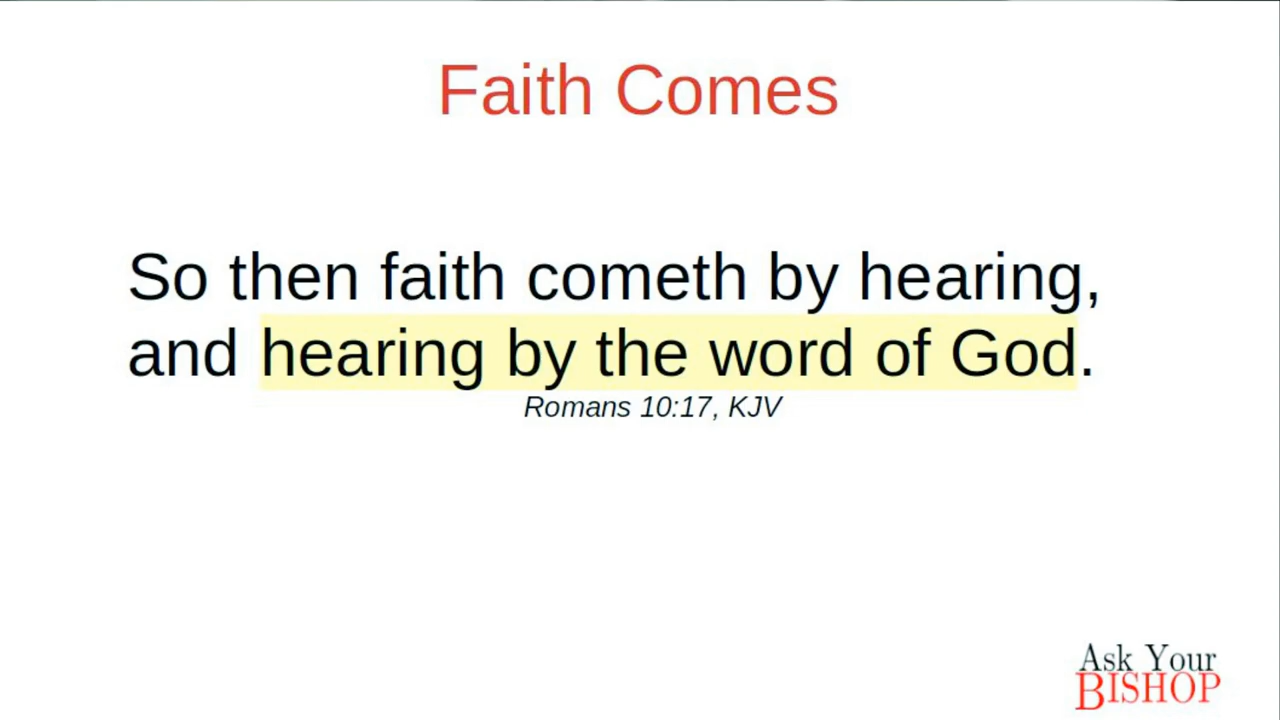 Faith Comes
So then faith cometh by hearing,
and hearing by the word of God.
Romans 10:17, KJV
Ask Your
BISHOP